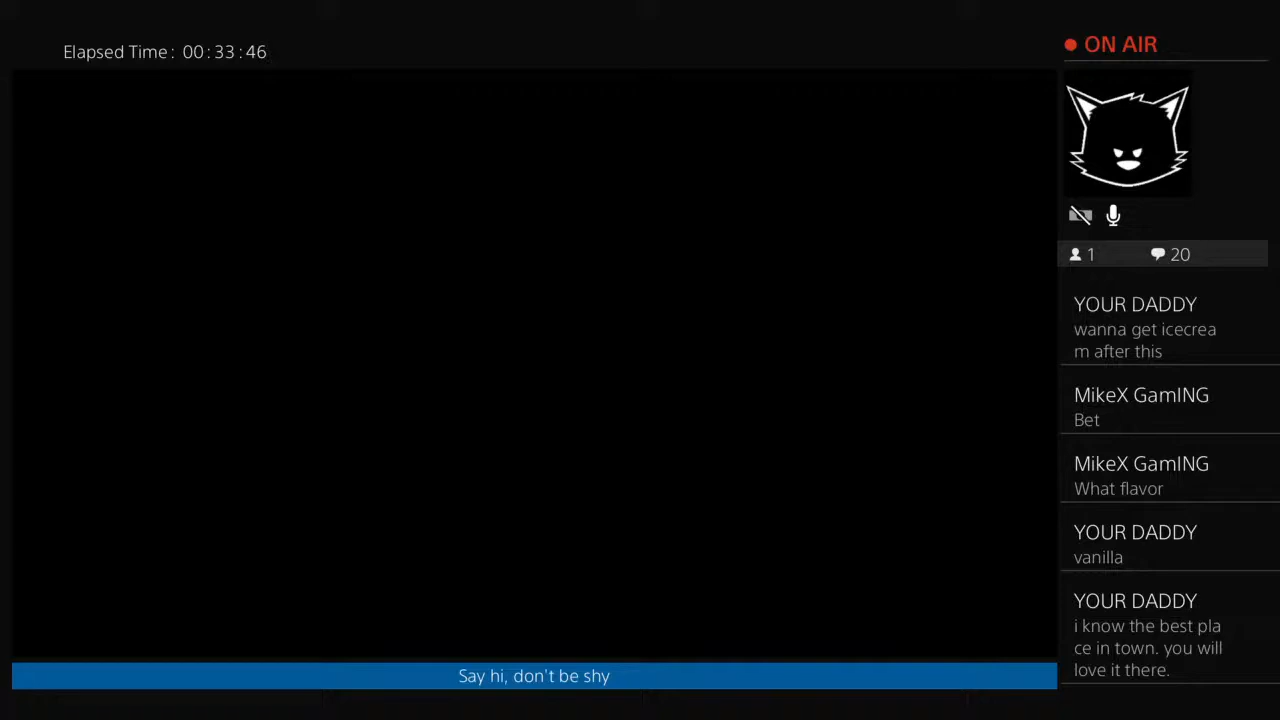 Elapsed Time: 00:33:46
ON AIR
1 20
YOUR DADDY
wanna get icecrea
m after this
MikeX GamING
Bet
MikeX GamING
What flavor
YOUR DADDY
vanilla
YOUR DADDY
i know the best pla
ce in town. you will
love it there.
Say hi, don't be shy